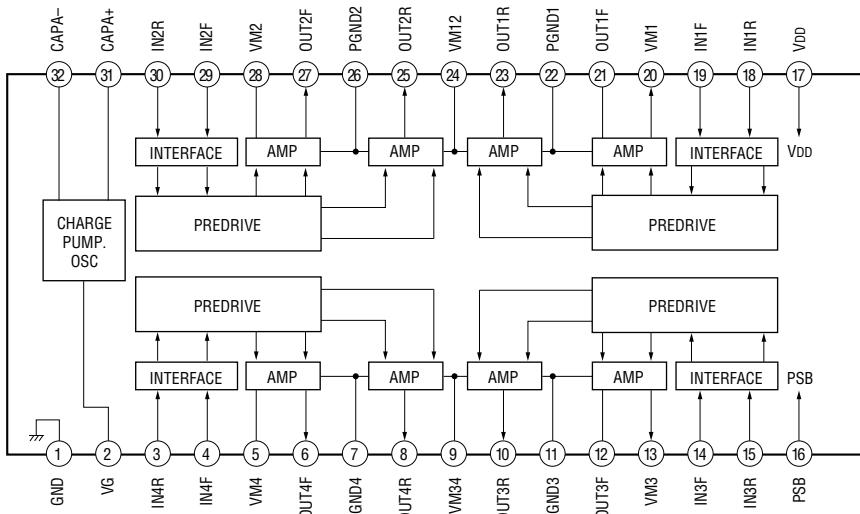 CAPA−
CAPA+
IN2R
IN2F
VM2
OUT2F
PGND2
OUT2R
VM12
OUT1R
PGND1
OUT1F
VM1
IN1F
IN1R
VDD
32
31
30
29
28
27
26
25
24
23
22
21
20
19
18
17
INTERFACE
AMP
AMP
AMP
AMP
INTERFACE
VDD
CHARGE
PUMP.
OSC
PREDRIVE
PREDRIVE
PREDRIVE
PREDRIVE
INTERFACE
AMP
AMP
AMP
AMP
INTERFACE
PSB
1
2
3
4
5
6
7
8
9
10
11
12
13
14
15
16
GND
VG
IN4R
IN4F
VM4
OUT4F
GND4
OUT4R
VM34
OUT3R
GND3
OUT3F
VM3
IN3F
IN3R
PSB